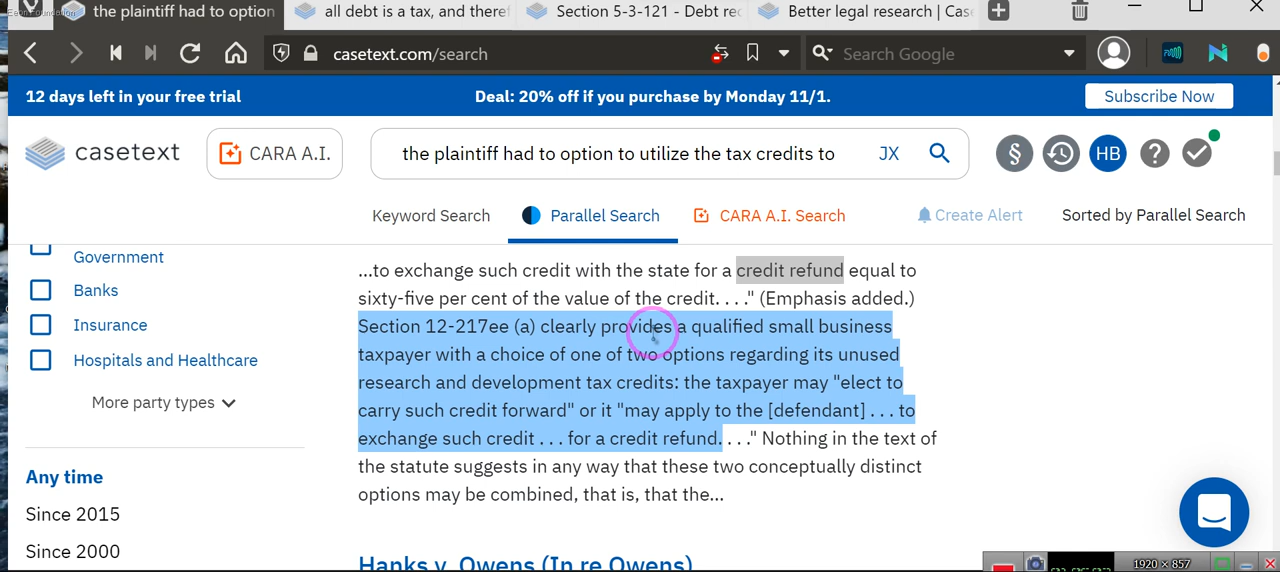 Eeon Foundation
the plaintiff had to option
all debt is a tax, and theref
Section 5-3-121 - Debt rec
Better legal research | Cas
casetext.com/search
Search Google
12 days left in your free trial
Deal: 20% off if you purchase by Monday 11/1.
Subscribe Now
casetext
CARA A.I.
the plaintiff had to option to utilize the tax credits to
JX
§
HB
?
Keyword Search
Parallel Search
CARA A.I. Search
Create Alert
Sorted by Parallel Search
Government
Banks
Insurance
Hospitals and Healthcare
More party types
Any time
Since 2015
Since 2000
...to exchange such credit with the state for a credit refund equal to
sixty-five per cent of the value of the credit. . . ." (Emphasis added.)
Section 12-217ee (a) clearly provides a qualified small business
taxpayer with a choice of one of two options regarding its unused
research and development tax credits: the taxpayer may "elect to
carry such credit forward" or it "may apply to the [defendant] . . . to
exchange such credit . . . for a credit refund. . . ." Nothing in the text of
the statute suggests in any way that these two conceptually distinct
options may be combined, that is, that the...
Hanks v. Owens (In re Owens)
1920 × 857